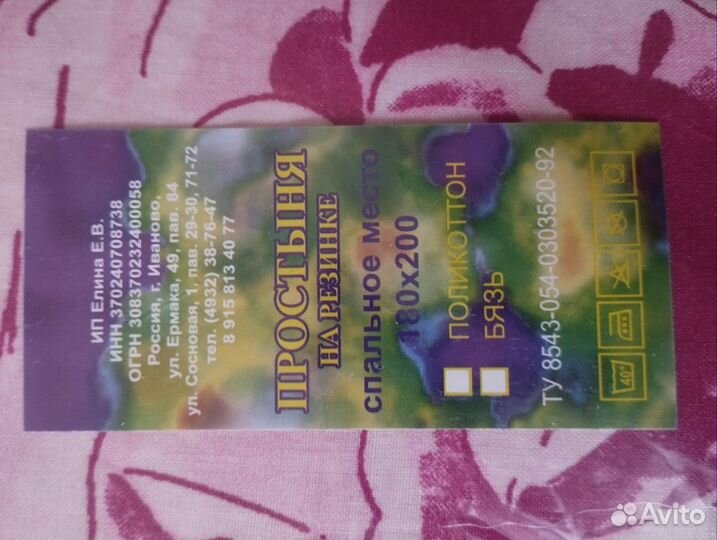 ИП Елина Е.В.
ИНН 370240708738
ОГРН 308370232400058
Россия, г. Иваново,
ул. Ермака, 49, пав. 84
ул. Сосновая, 1, пав. 29-30, 71-72
тел. (4932) 38-76-47
8 915 813 40 77
ПРОСТЫНЯ
НА РЕЗИНКЕ
спальное место
180х200
ПОЛИКОТТОН
БЯЗЬ
ТУ 8543-054-0303520-92
40°
Avito